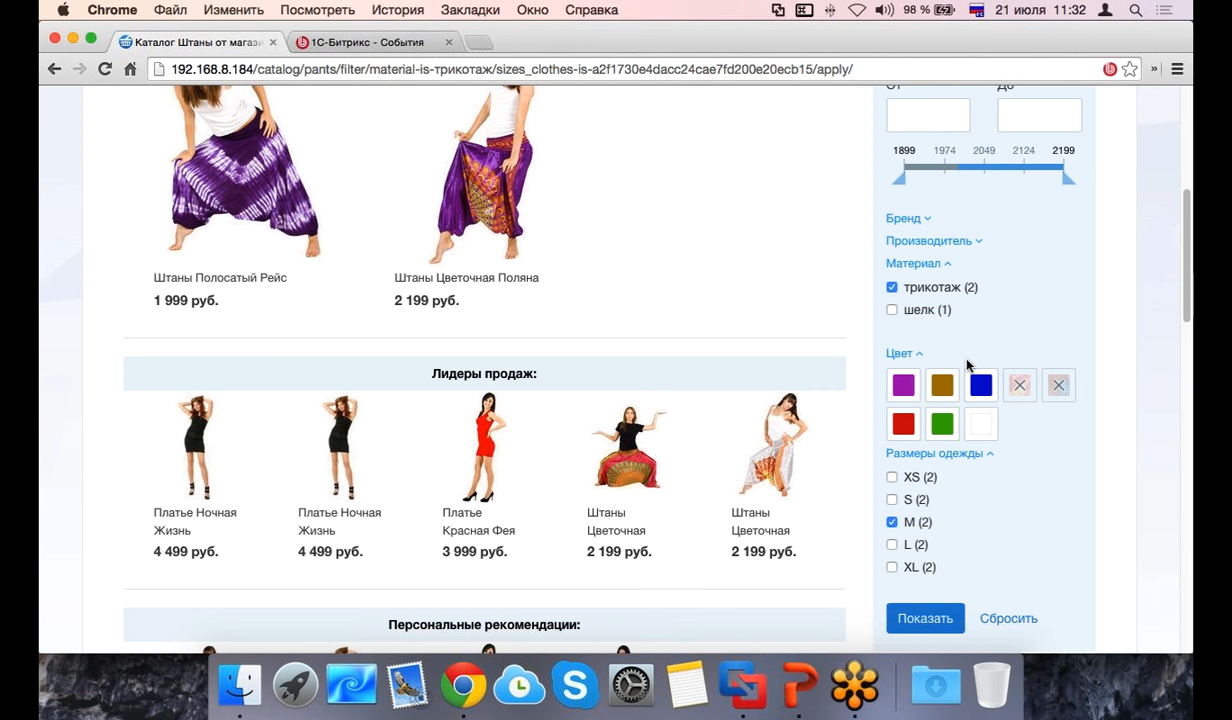 Chrome Файл Изменить Посмотреть История Закладки Окно Справка 98 % 21 июля 11:32
Каталог Штаны от магази 1С-Битрикс - События
192.168.8.184/catalog/pants/filter/material-is-трикотаж/sizes_clothes-is-a2f1730e4dacc24cae7fd200e20ecb15/apply/
От До
1899 1974 2049 2124 2199
Бренд
Производитель
Материал
трикотаж (2)
шелк (1)
Цвет
Размеры одежды
XS (2)
S (2)
M (2)
L (2)
XL (2)
Показать Сбросить
Штаны Полосатый Рейс
1 999 руб.
Штаны Цветочная Поляна
2 199 руб.
Лидеры продаж:
Платье Ночная
Жизнь
4 499 руб.
Платье Ночная
Жизнь
4 499 руб.
Платье
Красная Фея
3 999 руб.
Штаны
Цветочная
2 199 руб.
Штаны
Цветочная
2 199 руб.
Персональные рекомендации: